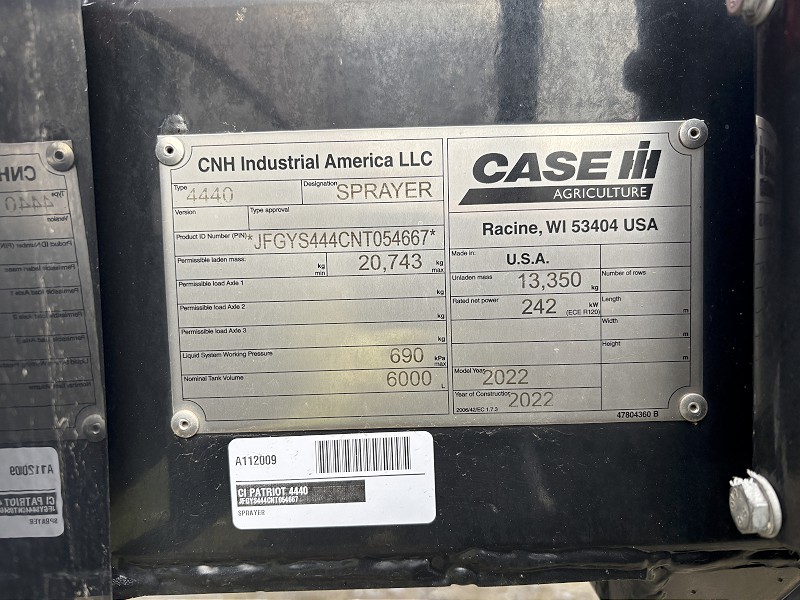 CNH Industrial America LLC
Type 4440 Designation SPRAYER
Version Type approval
Product ID Number (PIN) *JFGYS444CNT054667*
Permissible laden mass: kg min 20,743 kg max
Permissible load Axle 1 kg
Permissible load Axle 2 kg
Permissible load Axle 3 kg
Liquid System Working Pressure 690 kPa max
Nominal Tank Volume 6000 L
CASE IH
AGRICULTURE
Racine, WI 53404 USA
Made in: U.S.A.
Unladen mass 13,350 kg Number of rows
Rated net power 242 kW (ECE R120) Length m
Width m
Height m
Model Year 2022
Year of Construction 2022
2006/42/EC 1.7.3
47804360 B
A112009
CI PATRIOT 4440
JFGYS444CNT054667
SPRAYER